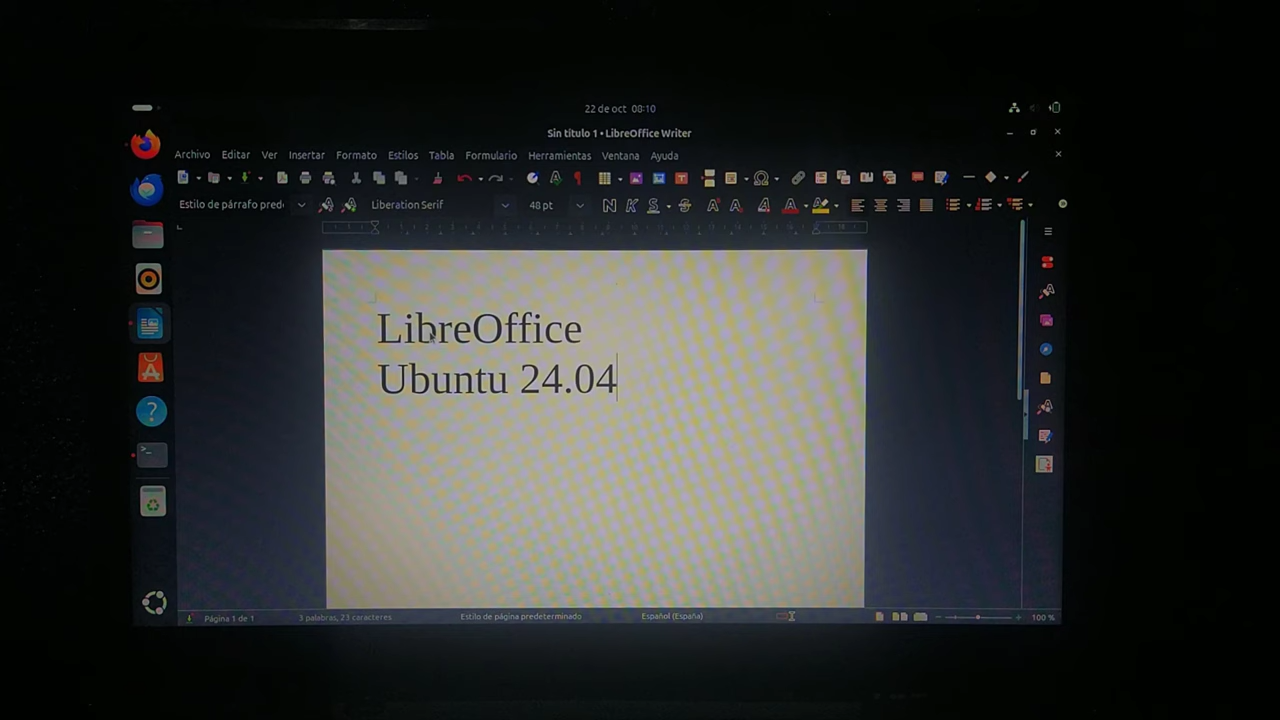 22 de oct 08:10
Sin título 1 • LibreOffice Writer
Archivo Editar Ver Insertar Formato Estilos Tabla Formulario Herramientas Ventana Ayuda
Estilo de párrafo pred Liberation Serif 48 pt N K S
LibreOffice
Ubuntu 24.04
Página 1 de 1 3 palabras, 23 caracteres Estilo de página predeterminado Español (España) 100 %